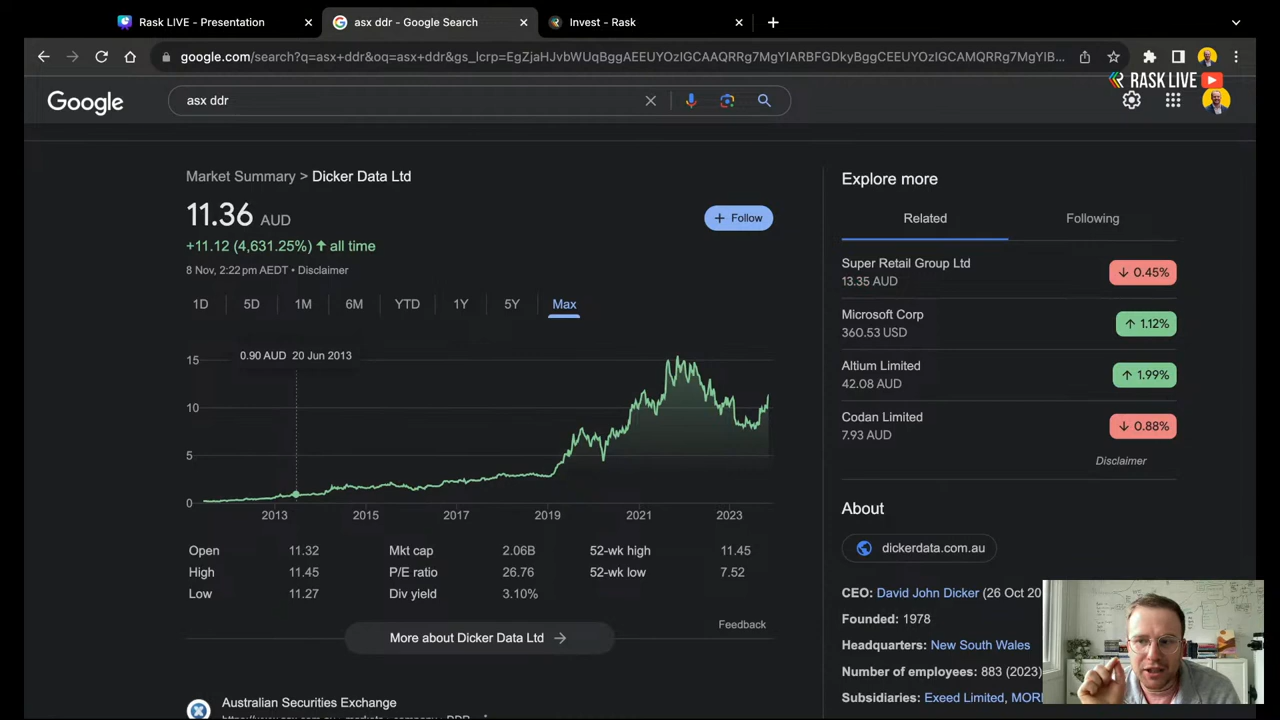 Rask LIVE - Presentation
asx ddr - Google Search
Invest - Rask
google.com/search?q=asx+ddr&oq=asx+ddr&gs_lcrp=EgZjaHJvbWUqBggAEEUYOzIGCAAQRRg7MgYIARBFGDkyBggCEEUYOzIGCAMQRRg7MgYIB...
RASK LIVE
Google
asx ddr
Market Summary > Dicker Data Ltd
11.36 AUD
+ Follow
+11.12 (4,631.25%) ↑ all time
8 Nov, 2:22 pm AEDT • Disclaimer
1D 5D 1M 6M YTD 1Y 5Y Max
0.90 AUD 20 Jun 2013
15
10
5
0
2013 2015 2017 2019 2021 2023
Open 11.32 Mkt cap 2.06B 52-wk high 11.45
High 11.45 P/E ratio 26.76 52-wk low 7.52
Low 11.27 Div yield 3.10%
Feedback
More about Dicker Data Ltd →
Australian Securities Exchange
Explore more
Related Following
Super Retail Group Ltd
13.35 AUD
↓ 0.45%
Microsoft Corp
360.53 USD
↑ 1.12%
Altium Limited
42.08 AUD
↑ 1.99%
Codan Limited
7.93 AUD
↓ 0.88%
Disclaimer
About
dickerdata.com.au
CEO: David John Dicker (26 Oct 20
Founded: 1978
Headquarters: New South Wales
Number of employees: 883 (2023)
Subsidiaries: Exeed Limited, MOR